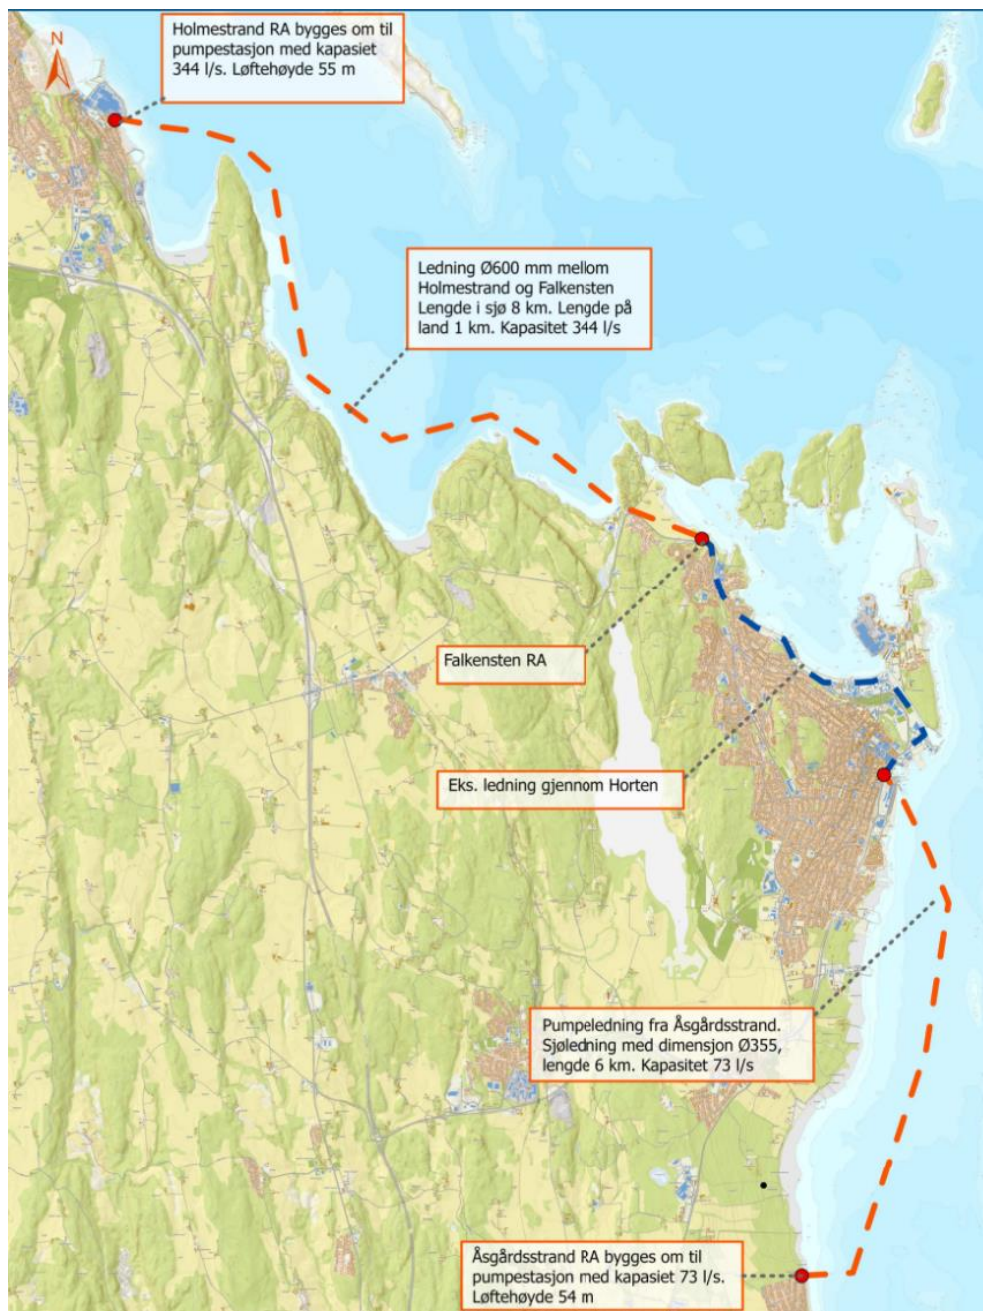 N
Holmestrand RA bygges om til
pumpestasjon med kapasiet
344 l/s. Løftehøyde 55 m
Ledning Ø600 mm mellom
Holmestrand og Falkensten
Lengde i sjø 8 km. Lengde på
land 1 km. Kapasitet 344 l/s
Falkensten RA
Eks. ledning gjennom Horten
Pumpeledning fra Åsgårdsstrand.
Sjøledning med dimensjon Ø355,
lengde 6 km. Kapasitet 73 l/s
Åsgårdsstrand RA bygges om til
pumpestasjon med kapasiet 73 l/s.
Løftehøyde 54 m